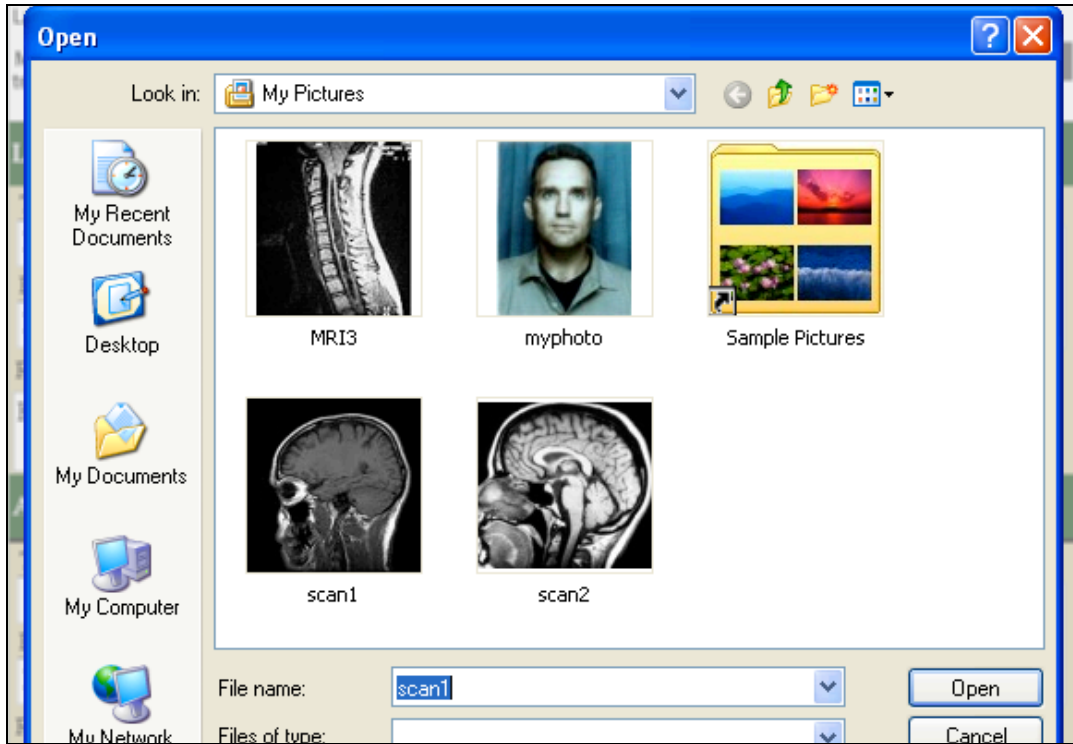 Open
Look in:
My Pictures
My Recent
Documents
Desktop
My Documents
My Computer
My Network
MRI3
myphoto
Sample Pictures
scan1
scan2
File name:
scan1
Open
Files of type:
Cancel